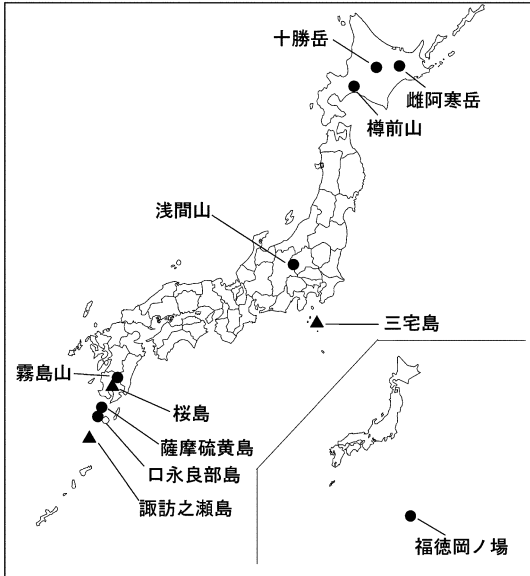 十勝岳
雌阿寒岳
樽前山
浅間山
三宅島
霧島山
桜島
薩摩硫黄島
口永良部島
諏訪之瀬島
福徳岡ノ場